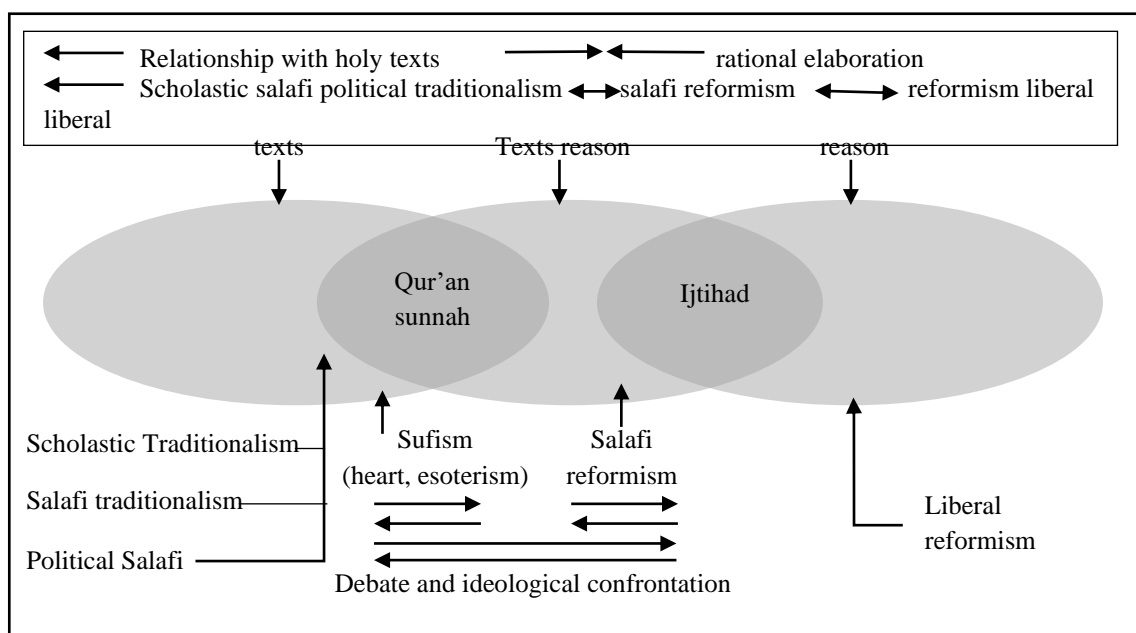 Relationship with holy texts rational elaboration
Scholastic salafi political traditionalism salafi reformism reformism liberal
liberal
texts Texts reason reason
Qur'an
sunnah
Ijtihad
Scholastic Traditionalism
Salafi traditionalism
Political Salafi
Sufism
(heart, esoterism)
Salafi
reformism
Debate and ideological confrontation
Liberal
reformism